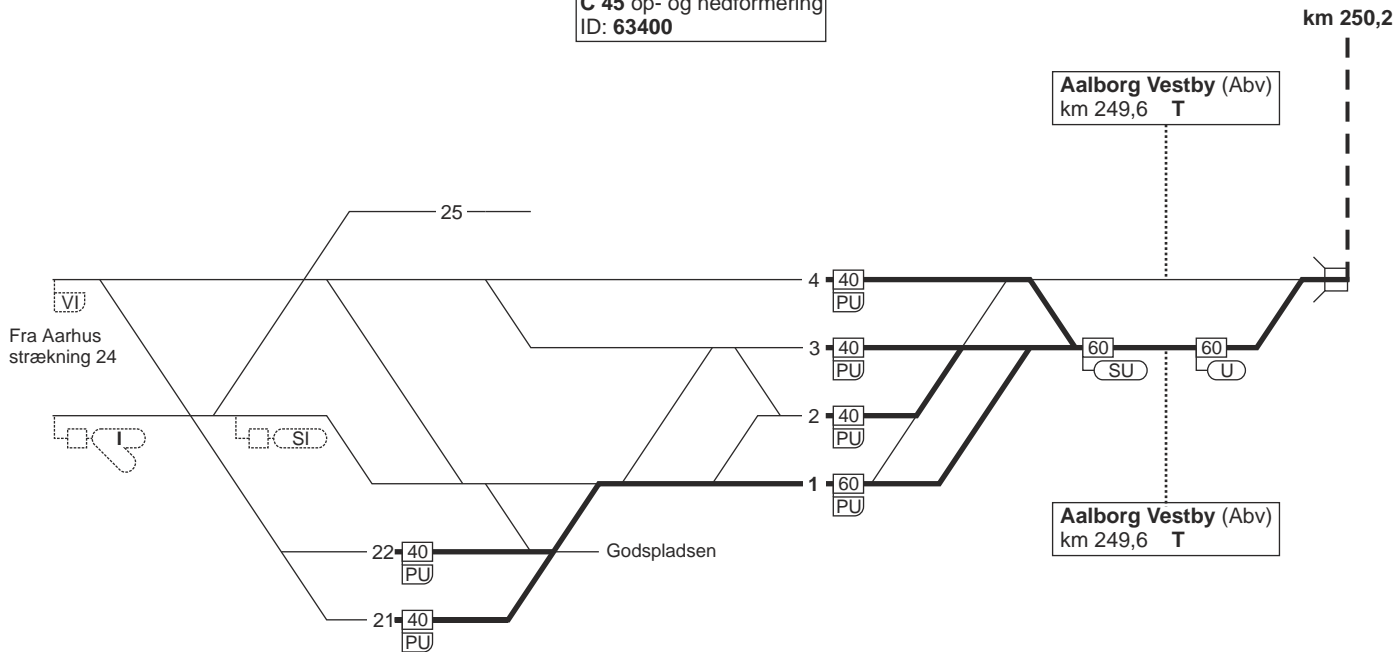 C 45 op- og nedformering
ID: 63400
km 250,2
Aalborg Vestby (Abv)
km 249,6 T
25
VI
4 40
PU
Fra Aarhus
strækning 24
3 40
PU
60
SU
60
U
2 40
PU
I
SI
1 60
PU
Aalborg Vestby (Abv)
km 249,6 T
22 40
PU
Godspladsen
21 40
PU